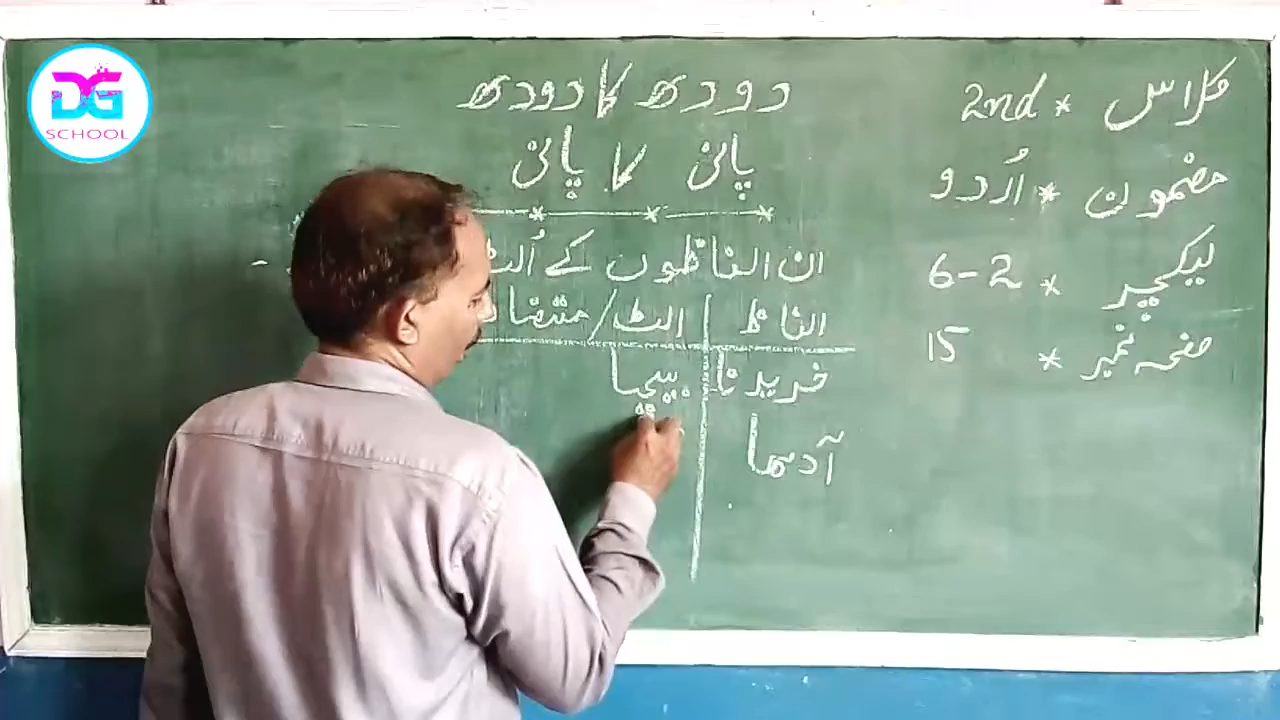 DG
SCHOOL
کلاس * 2nd
مضمون * اُردو
لیکچر * 6-2
صفحہ نمبر * 15
دودھ کا دودھ
پانی کا پانی
ان الفاظوں کے اُلٹ
الفاظ | الٹ/متضاد
خریدنا | بیچنا
آدھا